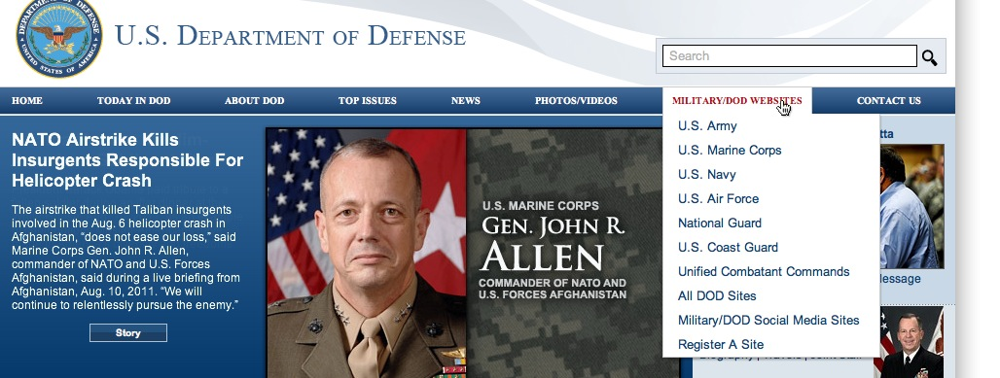 DEPARTMENT OF DEFENSE
UNITED STATES OF AMERICA
U.S. DEPARTMENT OF DEFENSE
Search
HOME
TODAY IN DOD
ABOUT DOD
TOP ISSUES
NEWS
PHOTOS/VIDEOS
MILITARY/DOD WEBSITES
CONTACT US
NATO Airstrike Kills
Insurgents Responsible For
Helicopter Crash
The airstrike that killed Taliban insurgents
involved in the Aug. 6 helicopter crash in
Afghanistan, “does not ease our loss,” said
Marine Corps Gen. John R. Allen,
commander of NATO and U.S. Forces
Afghanistan, said during a live briefing from
Afghanistan, Aug. 10, 2011. “We will
continue to relentlessly pursue the enemy.”
Story
U.S. MARINE CORPS
GEN. JOHN R.
ALLEN
COMMANDER OF NATO AND
U.S. FORCES AFGHANISTAN
U.S. Army
U.S. Marine Corps
U.S. Navy
U.S. Air Force
National Guard
U.S. Coast Guard
Unified Combatant Commands
All DOD Sites
Military/DOD Social Media Sites
Register A Site
tta
Message